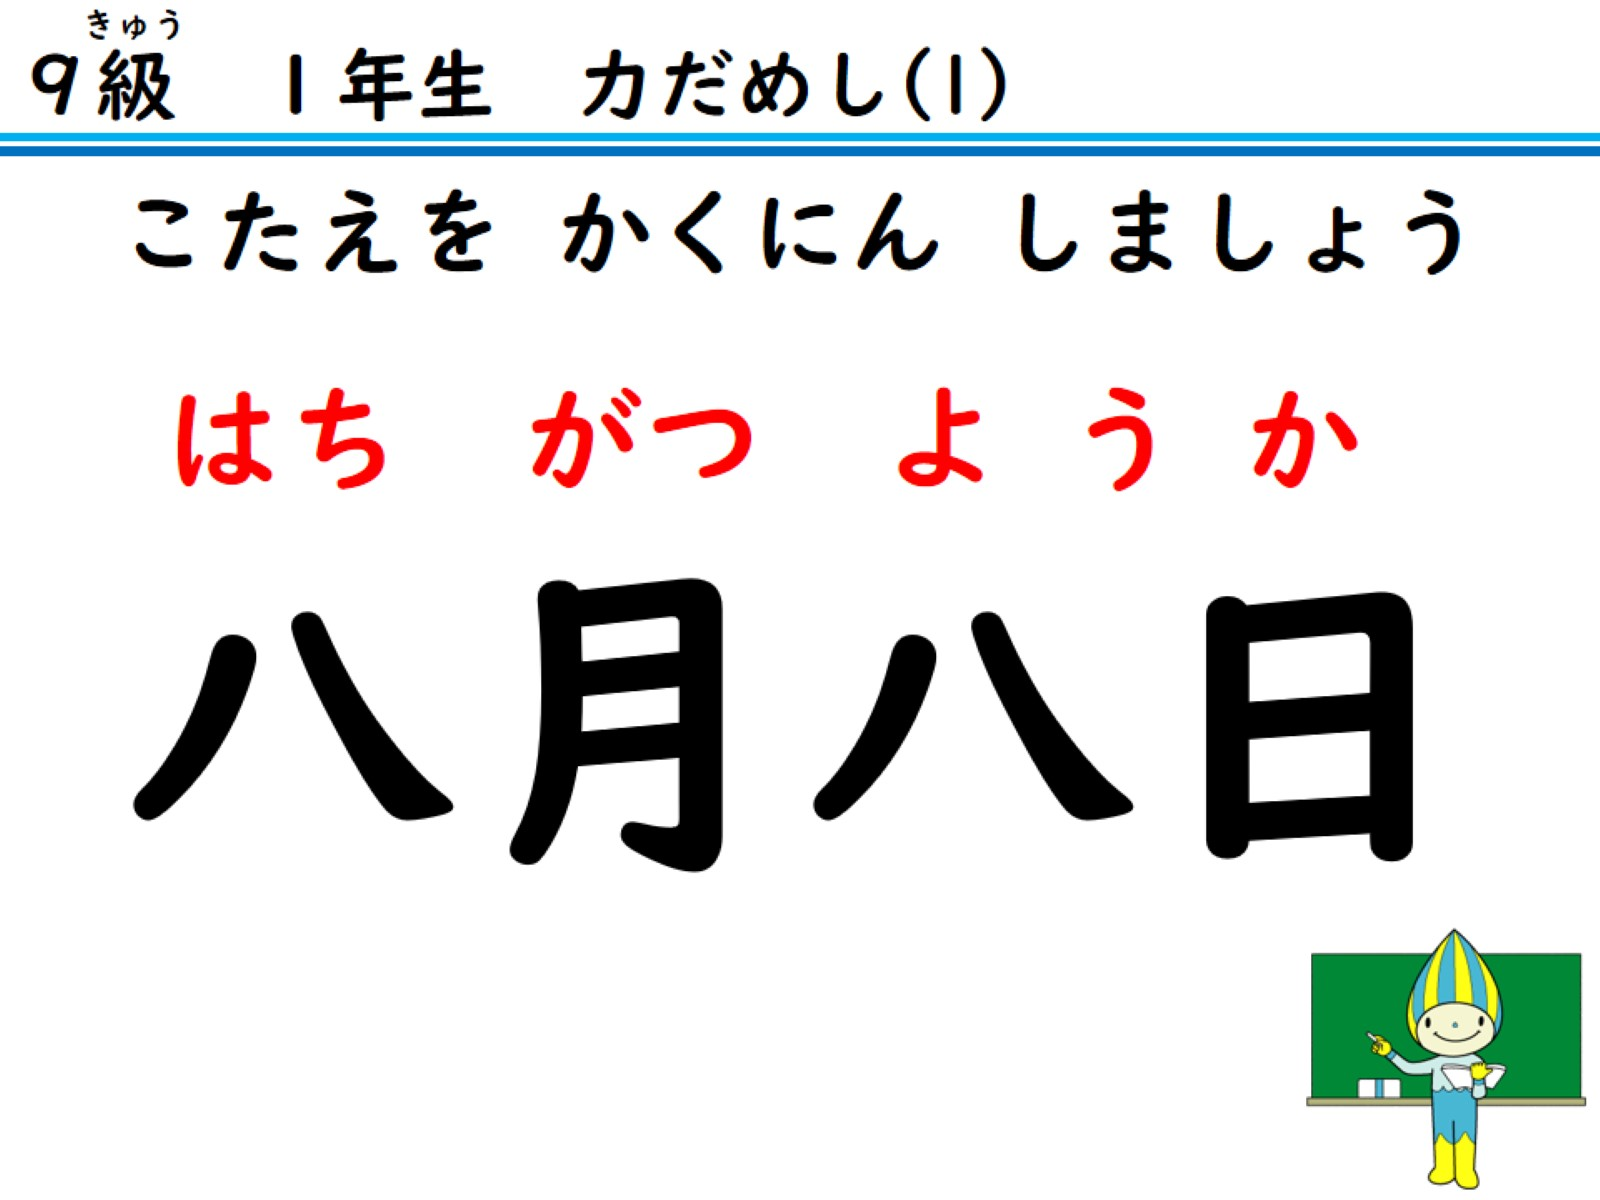 きゅう
９級　１年生　力だめし(１)
こたえを かくにん しましょう
はち　がつ　よ う か
八月八日